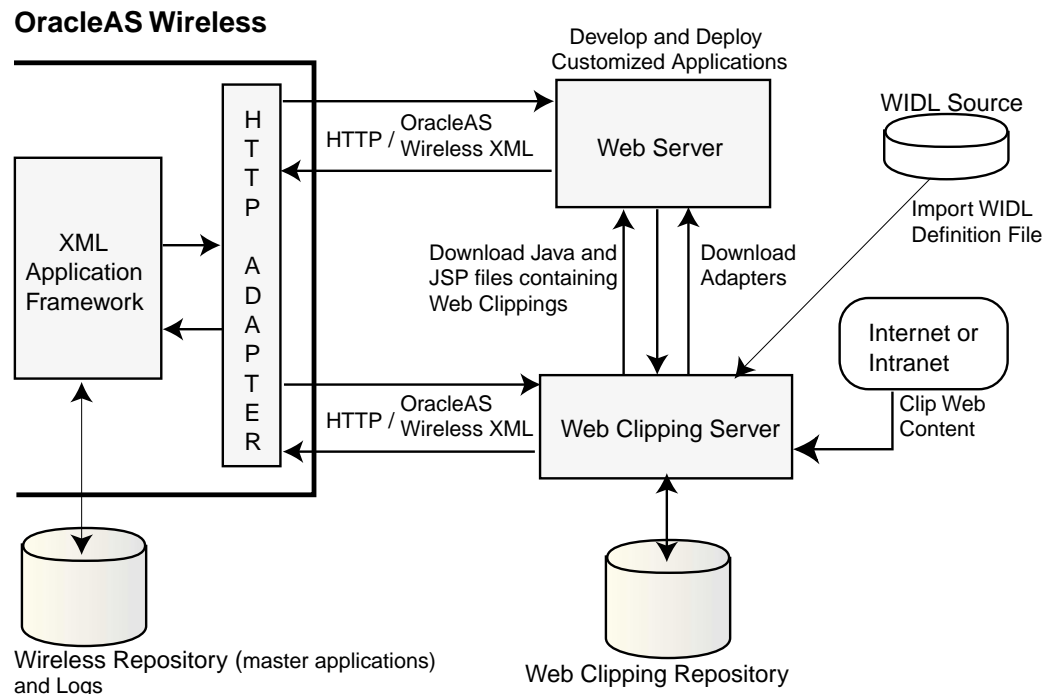 OracleAS Wireless
Develop and Deploy
Customized Applications
WIDL Source
H
T
T
P
A
D
A
P
T
E
R
HTTP / OracleAS
Wireless XML
Web Server
XML
Application
Framework
Import WIDL
Definition File
Download Java and
JSP files containing
Web Clippings
Download
Adapters
Internet or
Intranet
HTTP / OracleAS
Wireless XML
Web Clipping Server
Clip Web
Content
Wireless Repository (master applications)
and Logs
Web Clipping Repository